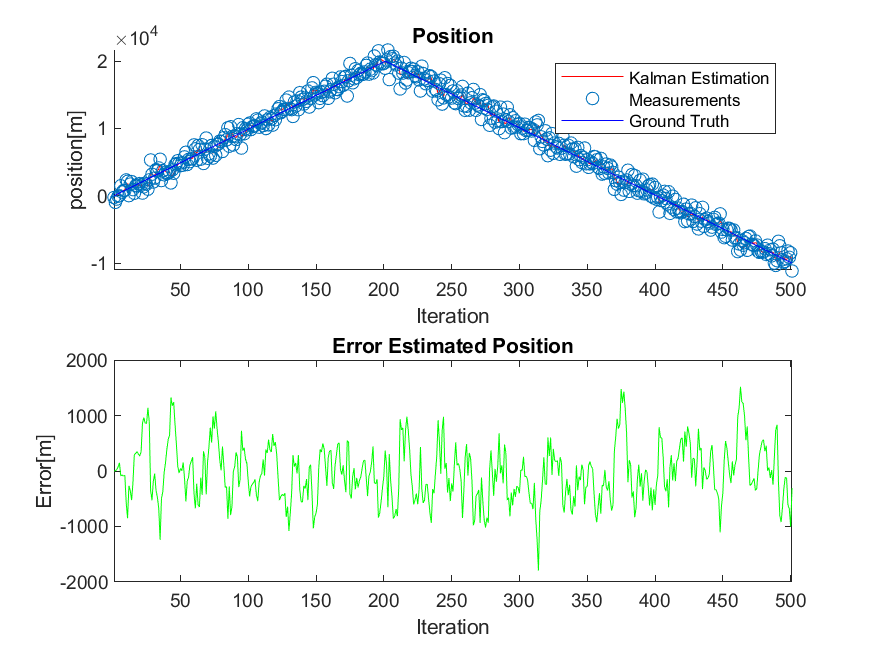 Position
×10⁴
2
1
0
-1
position[m]
Kalman Estimation
Measurements
Ground Truth
50 100 150 200 250 300 350 400 450 500
Iteration
Error Estimated Position
2000
1000
0
-1000
-2000
Error[m]
50 100 150 200 250 300 350 400 450 500
Iteration